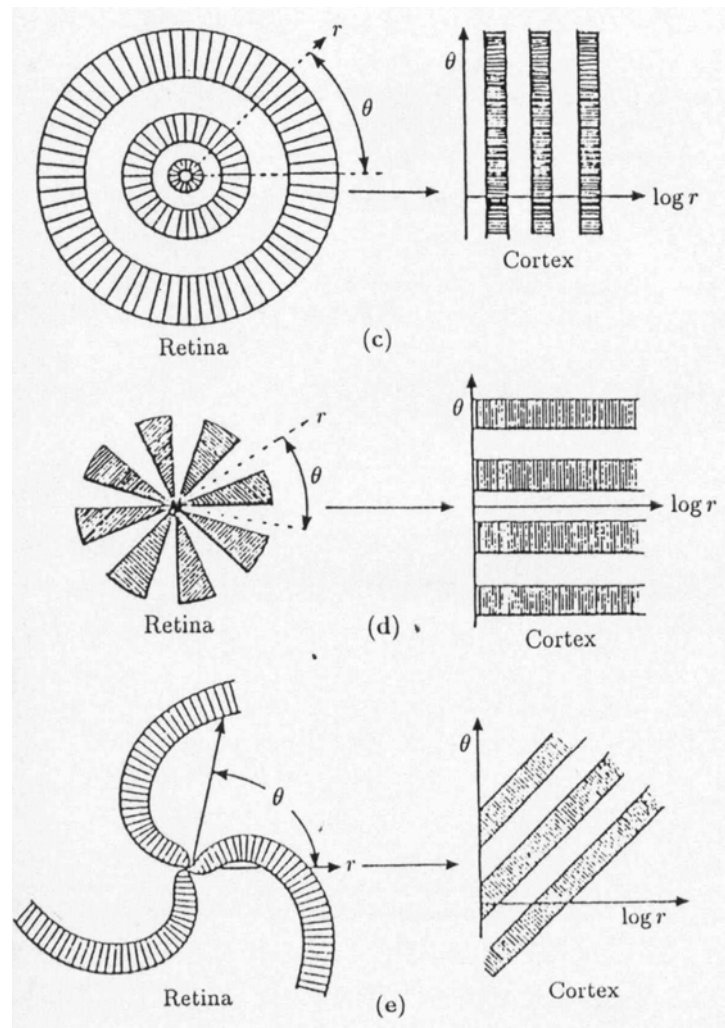 r
θ
θ
log r
Cortex
Retina
(c)
r
θ
θ
log r
Retina
(d)
Cortex
θ
r
θ
log r
Retina
(e)
Cortex